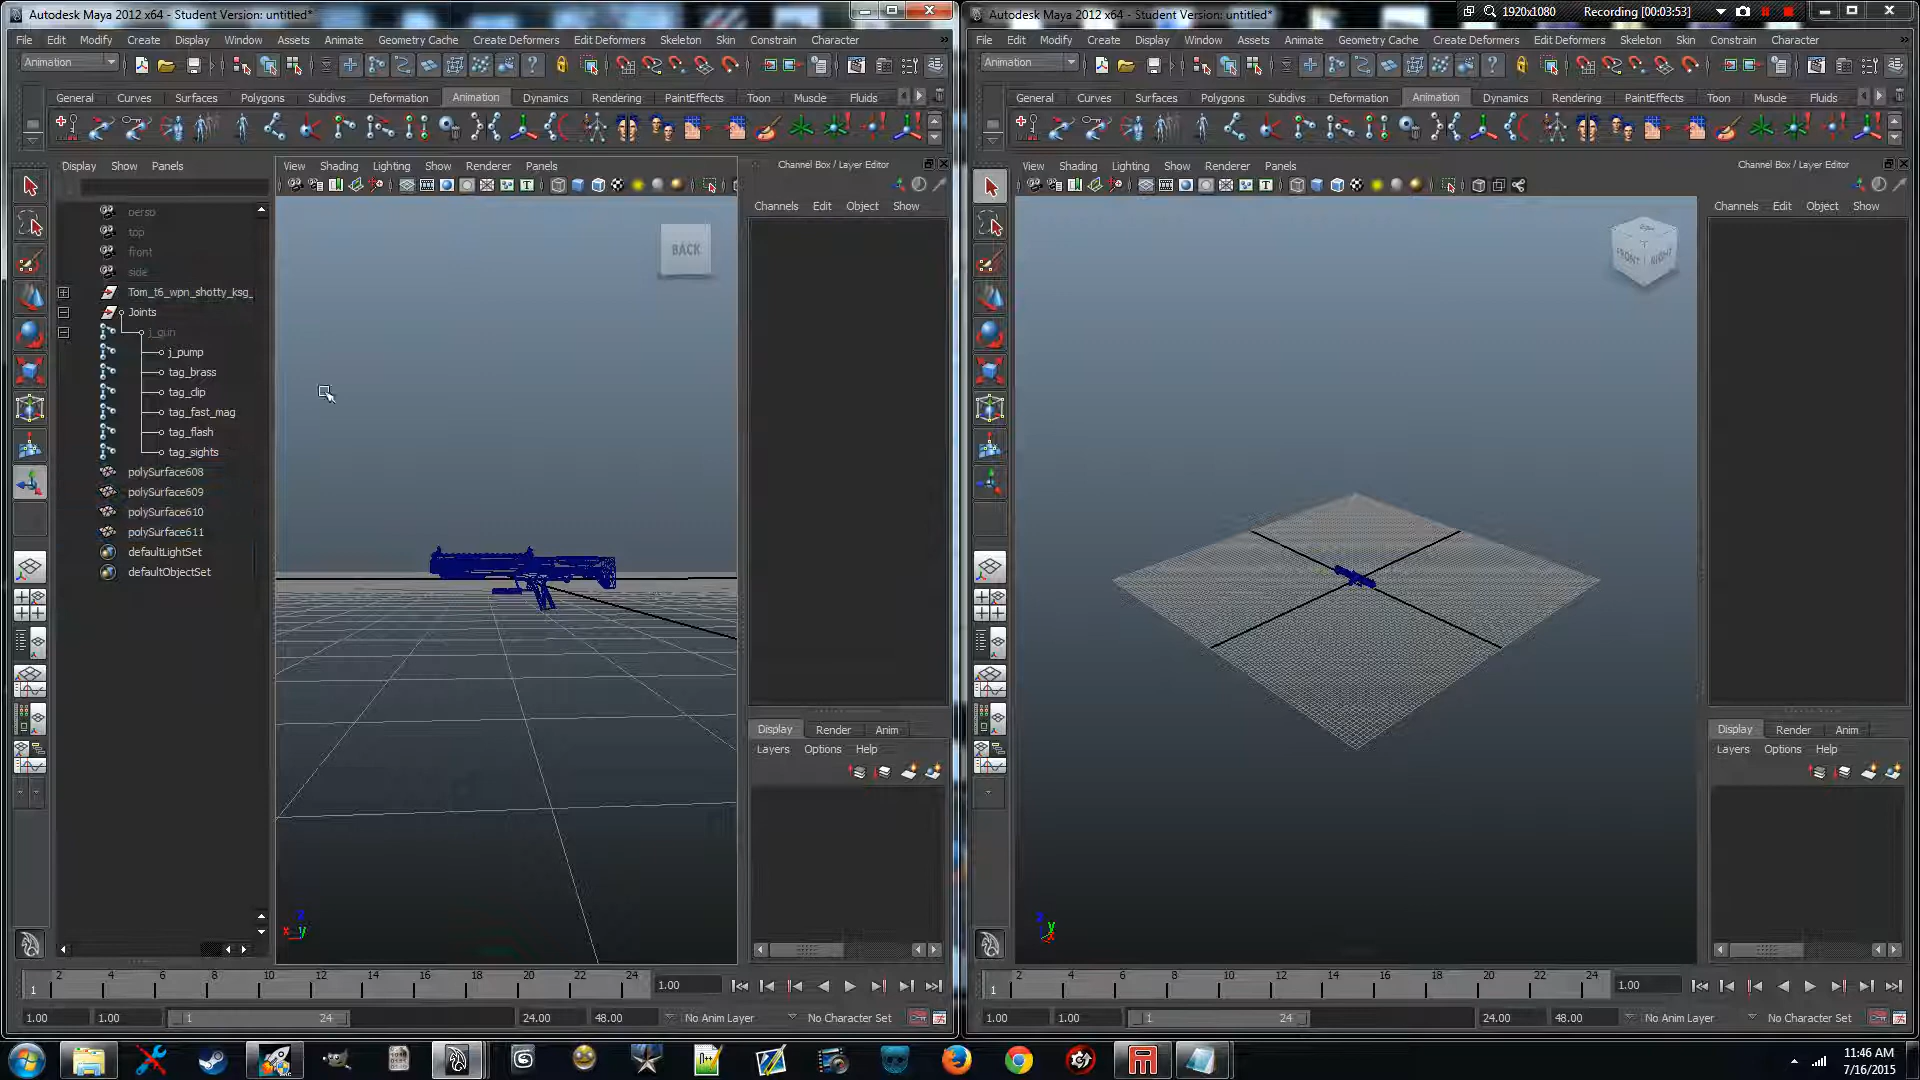 Autodesk Maya 2012 x64 - Student Version: untitled*
File Edit Modify Create Display Window Assets Animate Geometry Cache Create Deformers Edit Deformers Skeleton Skin Constrain Character »
Animation
General Curves Surfaces Polygons Subdivs Deformation Animation Dynamics Rendering PaintEffects Toon Muscle Fluids
Display Show Panels
persp
top
front
side
Tom_t6_wpn_shotty_ksg_
Joints
j_gun
j_pump
tag_brass
tag_clip
tag_fast_mag
tag_flash
tag_sights
polySurface608
polySurface609
polySurface610
polySurface611
defaultLightSet
defaultObjectSet
View Shading Lighting Show Renderer Panels
BACK
z
x y
Channel Box / Layer Editor
Channels Edit Object Show
Display Render Anim
Layers Options Help
2 4 6 8 10 12 14 16 18 20 22 24
1
1.00
1.00 1.00 1 24 24.00 48.00 No Anim Layer No Character Set
Autodesk Maya 2012 x64 - Student Version: untitled*
1920x1080 Recording [00:03:53]
File Edit Modify Create Display Window Assets Animate Geometry Cache Create Deformers Edit Deformers Skeleton Skin Constrain Character »
Animation
General Curves Surfaces Polygons Subdivs Deformation Animation Dynamics Rendering PaintEffects Toon Muscle Fluids
View Shading Lighting Show Renderer Panels
FRONT RIGHT
y
x
Channel Box / Layer Editor
Channels Edit Object Show
Display Render Anim
Layers Options Help
2 4 6 8 10 12 14 16 18 20 22 24
1
1.00
1.00 1.00 1 24 24.00 48.00 No Anim Layer No Character Set
11:46 AM
7/16/2015